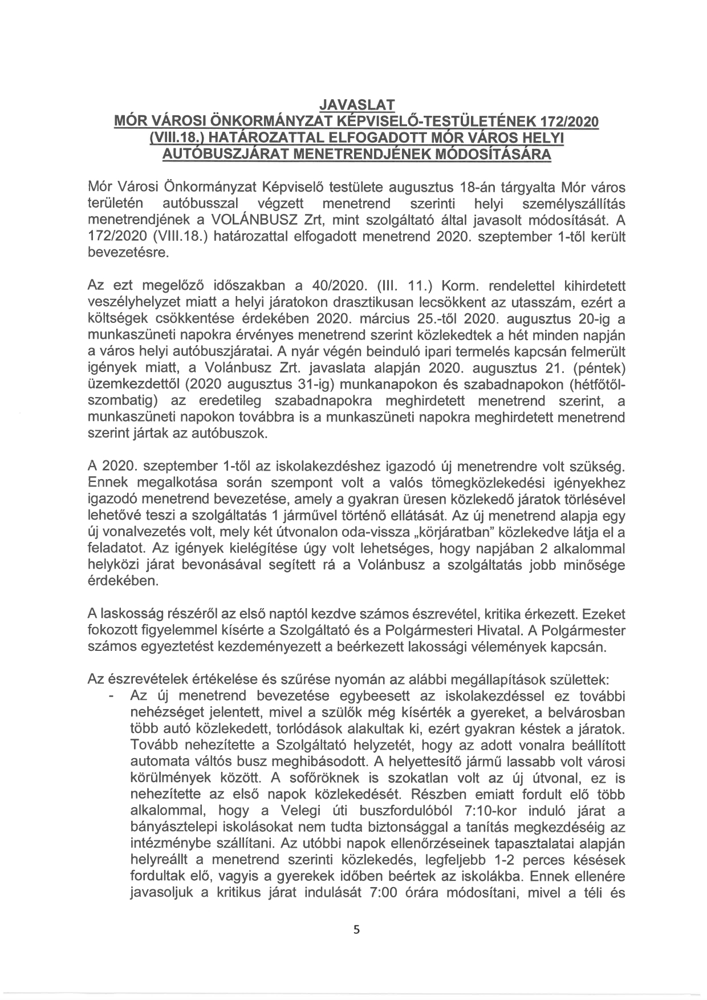 JAVASLAT
MÓR VÁROSI ÖNKORMÁNYZAT KÉPVISELŐ-TESTÜLETÉNEK 172/2020
(VIII.18.) HATÁROZATTAL ELFOGADOTT MÓR VÁROS HELYI
AUTÓBUSZJÁRAT MENETRENDJÉNEK MÓDOSÍTÁSÁRA
Mór Városi Önkormányzat Képviselő testülete augusztus 18-án tárgyalta Mór város
területén autóbusszal végzett menetrend szerinti helyi személyszállítás
menetrendjének a VOLÁNBUSZ Zrt, mint szolgáltató által javasolt módosítását. A
172/2020 (VIII.18.) határozattal elfogadott menetrend 2020. szeptember 1-től került
bevezetésre.
Az ezt megelőző időszakban a 40/2020. (III. 11.) Korm. rendelettel kihirdetett
veszélyhelyzet miatt a helyi járatokon drasztikusan lecsökkent az utasszám, ezért a
költségek csökkentése érdekében 2020. március 25.-től 2020. augusztus 20-ig a
munkaszüneti napokra érvényes menetrend szerint közlekedtek a hét minden napján
a város helyi autóbuszjáratai. A nyár végén beinduló ipari termelés kapcsán felmerült
igények miatt, a Volánbusz Zrt. javaslata alapján 2020. augusztus 21. (péntek)
üzemkezdettől (2020 augusztus 31-ig) munkanapokon és szabadnapokon (hétfőtől-
szombatig) az eredetileg szabadnapokra meghirdetett menetrend szerint, a
munkaszüneti napokon továbbra is a munkaszüneti napokra meghirdetett menetrend
szerint jártak az autóbuszok.
A 2020. szeptember 1-től az iskolakezdéshez igazodó új menetrendre volt szükség.
Ennek megalkotása során szempont volt a valós tömegközlekedési igényekhez
igazodó menetrend bevezetése, amely a gyakran üresen közlekedő járatok törlésével
lehetővé teszi a szolgáltatás 1 járművel történő ellátását. Az új menetrend alapja egy
új vonalvezetés volt, mely két útvonalon oda-vissza „körjáratban” közlekedve látja el a
feladatot. Az igények kielégítése úgy volt lehetséges, hogy napjában 2 alkalommal
helyközi járat bevonásával segített rá a Volánbusz a szolgáltatás jobb minősége
érdekében.
A laskosság részéről az első naptól kezdve számos észrevétel, kritika érkezett. Ezeket
fokozott figyelemmel kísérte a Szolgáltató és a Polgármesteri Hivatal. A Polgármester
számos egyeztetést kezdeményezett a beérkezett lakossági vélemények kapcsán.
Az észrevételek értékelése és szűrése nyomán az alábbi megállapítások születtek:
- Az új menetrend bevezetése egybeesett az iskolakezdéssel ez további
nehézséget jelentett, mivel a szülők még kísérték a gyereket, a belvárosban
több autó közlekedett, torlódások alakultak ki, ezért gyakran késtek a járatok.
Tovább nehezítette a Szolgáltató helyzetét, hogy az adott vonalra beállított
automata váltós busz meghibásodott. A helyettesítő jármű lassabb volt városi
körülmények között. A sofőröknek is szokatlan volt az új útvonal, ez is
nehezítette az első napok közlekedését. Részben emiatt fordult elő több
alkalommal, hogy a Velegi úti buszfordulóból 7:10-kor induló járat a
bányásztelepi iskolásokat nem tudta biztonsággal a tanítás megkezdéséig az
intézménybe szállítani. Az utóbbi napok ellenőrzéseinek tapasztalatai alapján
helyreállt a menetrend szerinti közlekedés, legfeljebb 1-2 perces késések
fordultak elő, vagyis a gyerekek időben beértek az iskolákba. Ennek ellenére
javasoljuk a kritikus járat indulását 7:00 órára módosítani, mivel a téli és
5